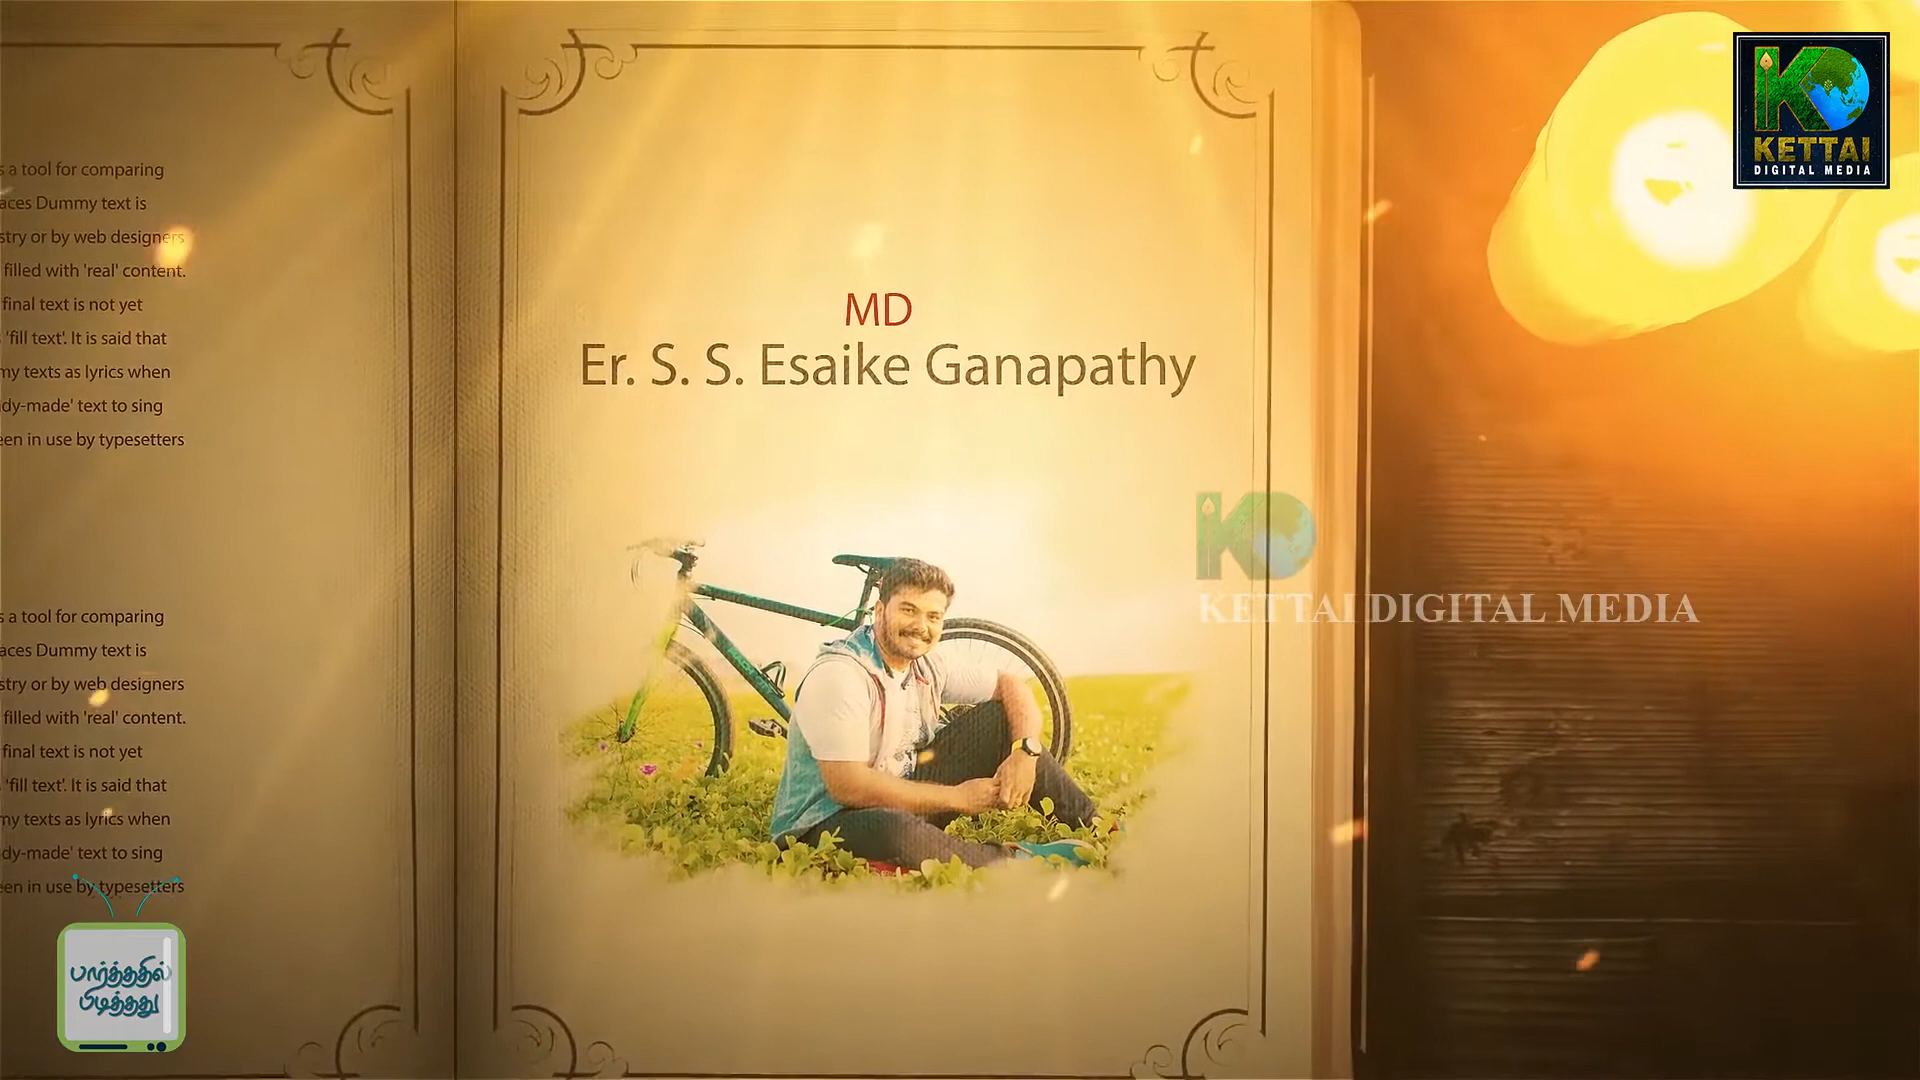 s a tool for comparing
aces Dummy text is
stry or by web designers
filled with 'real' content.
final text is not yet
'fill text'. It is said that
my texts as lyrics when
dy-made' text to sing
een in use by typesetters
s a tool for comparing
aces Dummy text is
stry or by web designers
filled with 'real' content.
final text is not yet
'fill text'. It is said that
my texts as lyrics when
dy-made' text to sing
een in use by typesetters
பார்த்ததில்
பிடித்தது
MD
Er. S. S. Esaike Ganapathy
KD
KETTAI DIGITAL MEDIA
KD
KETTAI
DIGITAL MEDIA